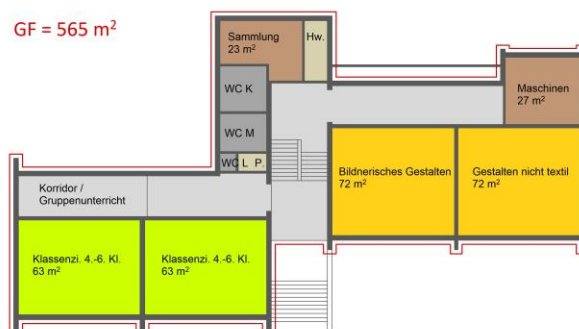 GF = 565 m²
Sammlung
23 m²
Hw.
WC K
Maschinen
27 m²
WC M
WC
L
P.
Bildnerisches Gestalten
72 m²
Gestalten nicht textil
72 m²
Korridor /
Gruppenunterricht
Klassenzi. 4.-6. Kl.
63 m²
Klassenzi. 4.-6. Kl.
63 m²